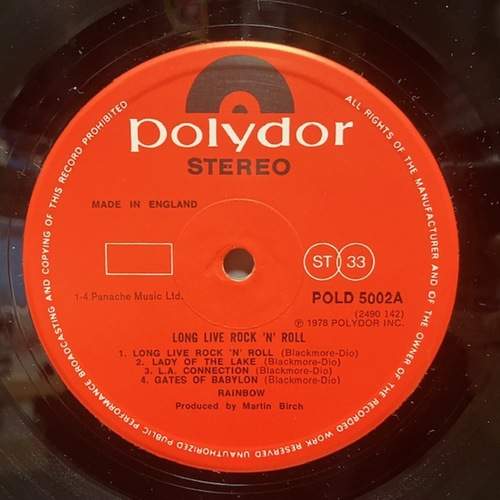 polydor
STEREO
MADE IN ENGLAND
1-4 Panache Music Ltd.
ST 33
POLD 5002A
(2490 142)
℗ 1978 POLYDOR INC.
LONG LIVE ROCK 'N' ROLL
1. LONG LIVE ROCK 'N' ROLL (Blackmore-Dio)
2. LADY OF THE LAKE (Blackmore-Dio)
3. L.A. CONNECTION (Blackmore-Dio)
4. GATES OF BABYLON (Blackmore-Dio)
RAINBOW
Produced by Martin Birch
ALL RIGHTS OF THE MANUFACTURER AND OF THE OWNER OF THE RECORDED WORK RESERVED UNAUTHORIZED PUBLIC PERFORMANCE BROADCASTING AND COPYING OF THIS RECORD PROHIBITED